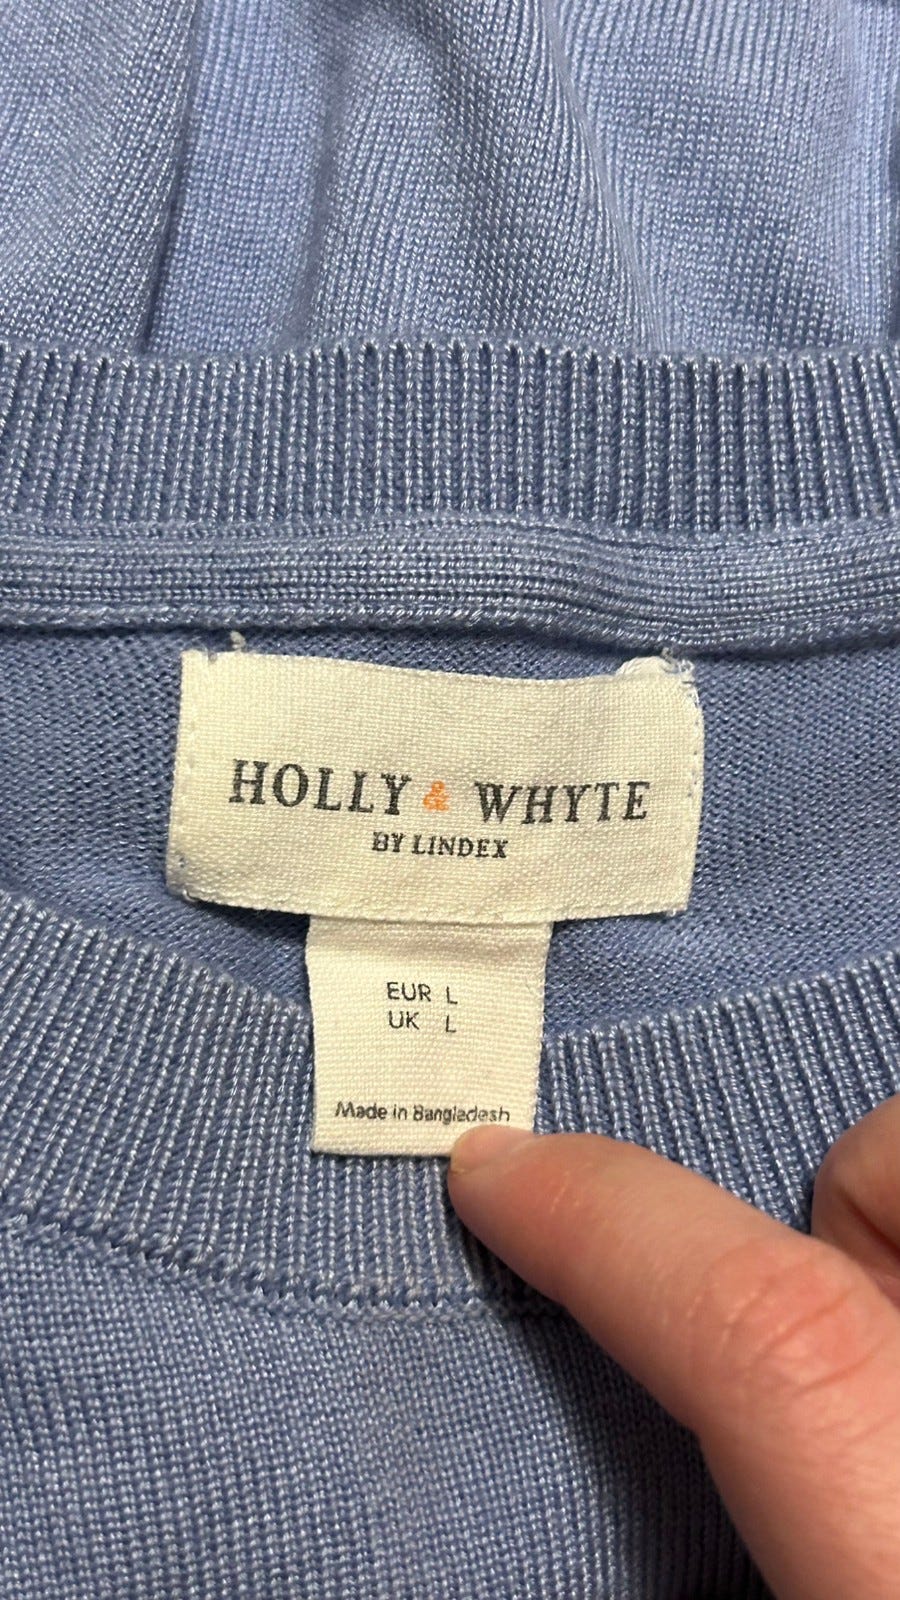 HOLLY & WHYTE
BY LINDEX
EUR L
UK L
Made in Bangladesh